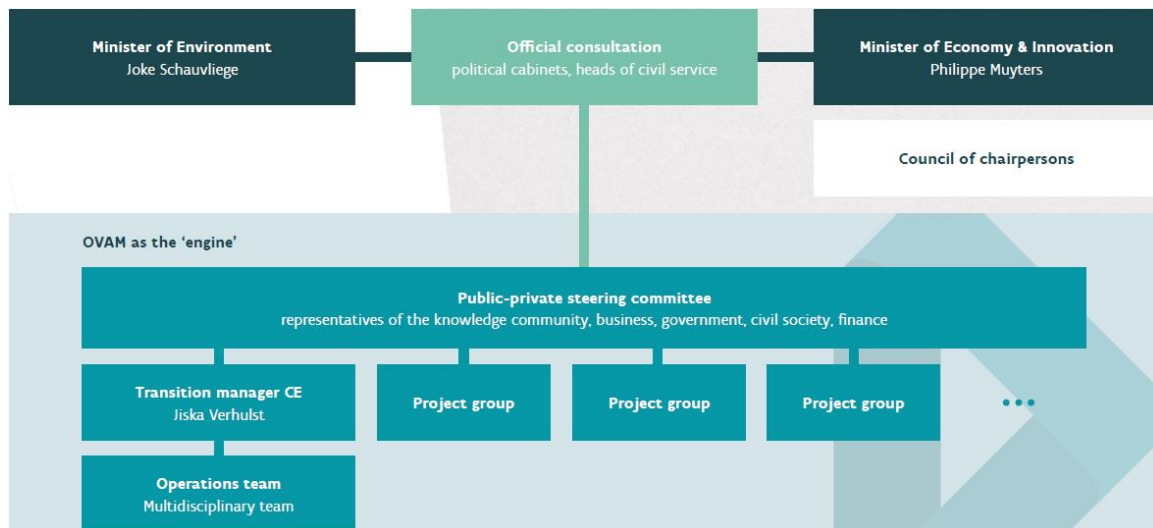 Minister of Environment
Joke Schauvliege
Official consultation
political cabinets, heads of civil service
Minister of Economy & Innovation
Philippe Muyters
Council of chairpersons
OVAM as the ‘engine’
Public-private steering committee
representatives of the knowledge community, business, government, civil society, finance
Transition manager CE
Jiska Verhulst
Project group
Project group
Project group
...
Operations team
Multidisciplinary team